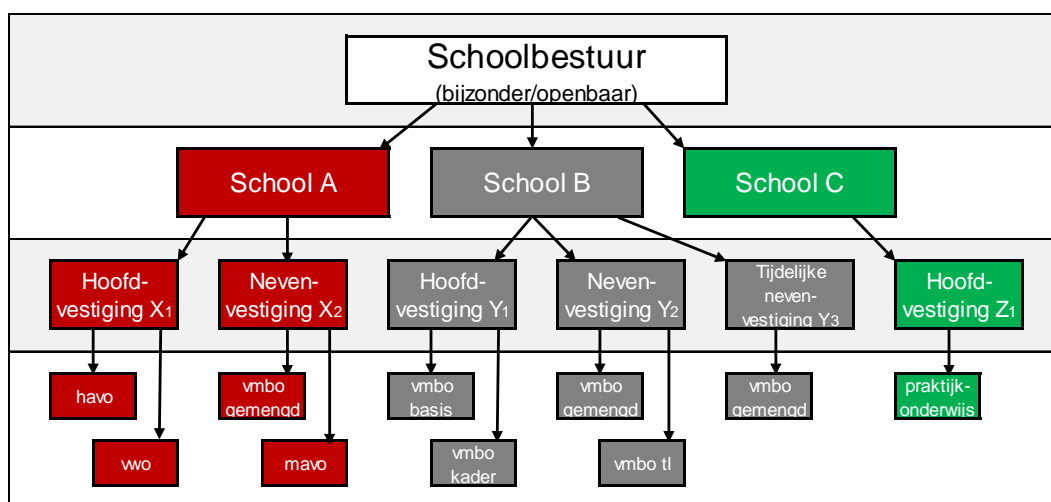 Schoolbestuur
(bijzonder/openbaar)
School A
School B
School C
Hoofd-
vestiging X1
Neven-
vestiging X2
Hoofd-
vestiging Y1
Neven-
vestiging Y2
Tijdelijke
neven-
vestiging Y3
Hoofd-
vestiging Z1
havo
vmbo
gemengd
vmbo
basis
vmbo
gemengd
vmbo
gemengd
praktijk-
onderwijs
vwo
mavo
vmbo
kader
vmbo tl